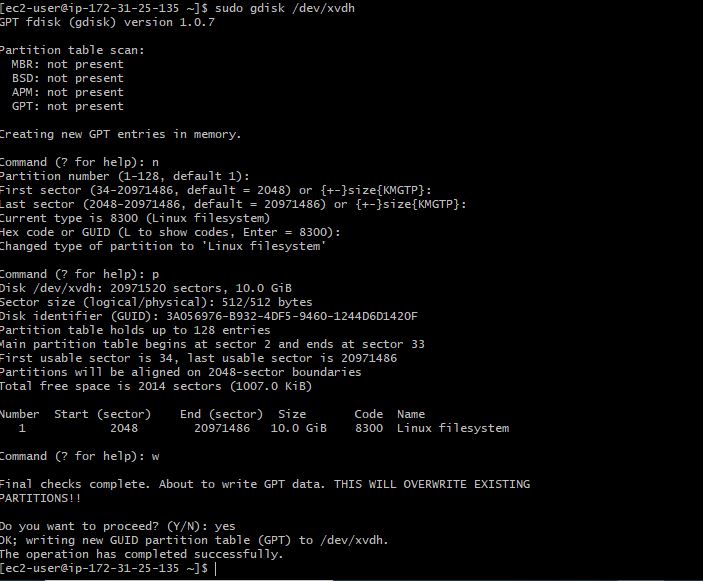 [ec2-user@ip-172-31-25-135 ~]$ sudo gdisk /dev/xvdh
GPT fdisk (gdisk) version 1.0.7
Partition table scan:
MBR: not present
BSD: not present
APM: not present
GPT: not present
Creating new GPT entries in memory.
Command (? for help): n
Partition number (1-128, default 1):
First sector (34-20971486, default = 2048) or {+-}size{KMGTP}:
Last sector (2048-20971486, default = 20971486) or {+-}size{KMGTP}:
Current type is 8300 (Linux filesystem)
Hex code or GUID (L to show codes, Enter = 8300):
Changed type of partition to 'Linux filesystem'
Command (? for help): p
Disk /dev/xvdh: 20971520 sectors, 10.0 GiB
Sector size (logical/physical): 512/512 bytes
Disk identifier (GUID): 3A056976-B932-4DF5-9460-1244D6D1420F
Partition table holds up to 128 entries
Main partition table begins at sector 2 and ends at sector 33
First usable sector is 34, last usable sector is 20971486
Partitions will be aligned on 2048-sector boundaries
Total free space is 2014 sectors (1007.0 KiB)
Number  Start (sector)    End (sector)  Size       Code  Name
1            2048        20971486   10.0 GiB    8300  Linux filesystem
Command (? for help): w
Final checks complete. About to write GPT data. THIS WILL OVERWRITE EXISTING
PARTITIONS!!
Do you want to proceed? (Y/N): yes
OK; writing new GUID partition table (GPT) to /dev/xvdh.
The operation has completed successfully.
[ec2-user@ip-172-31-25-135 ~]$